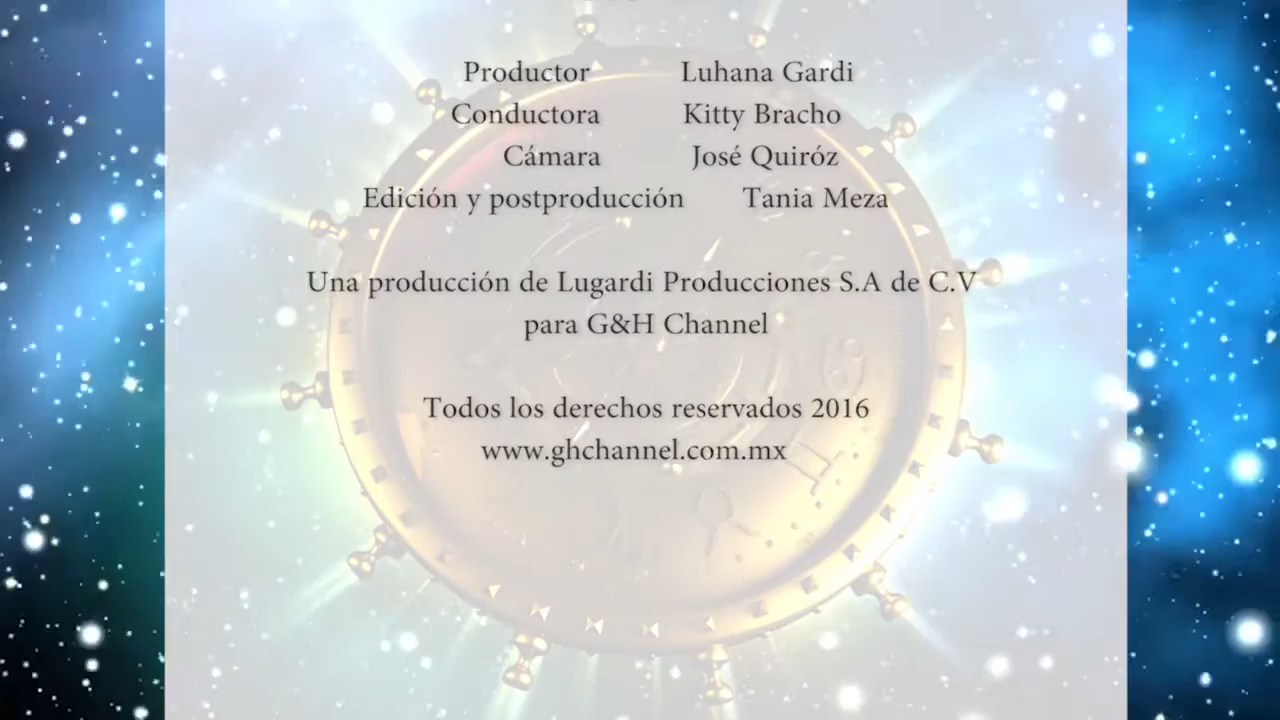 Productor Luhana Gardi
Conductora Kitty Bracho
Cámara José Quiróz
Edición y postproducción Tania Meza
Una producción de Lugardi Producciones S.A de C.V
para G&H Channel
Todos los derechos reservados 2016
www.ghchannel.com.mx